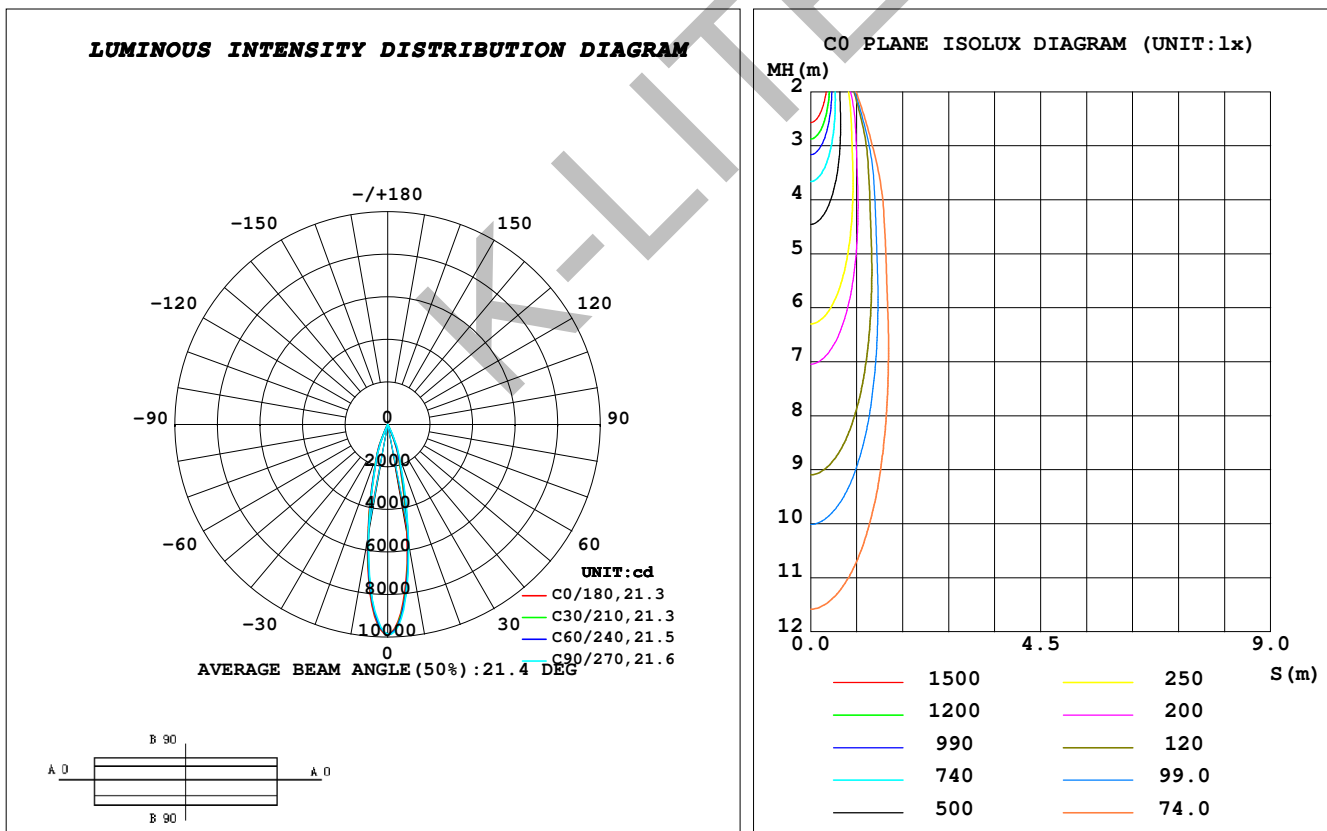 LUMINOUS INTENSITY DISTRIBUTION DIAGRAM
-/+180
-150
150
-120
120
-90
90
-60
60
-30
30
0
0
2000
4000
6000
8000
10000
UNIT:cd
C0/180,21.3
C30/210,21.3
C60/240,21.5
C90/270,21.6
AVERAGE BEAM ANGLE(50%):21.4 DEG
B 90
A 0
A 0
B 90
C0 PLANE ISOLUX DIAGRAM (UNIT:lx)
MH(m)
2
3
4
5
6
7
8
9
10
11
12
0.0
4.5
9.0
S(m)
1500
250
1200
200
990
120
740
99.0
500
74.0
K-LITE